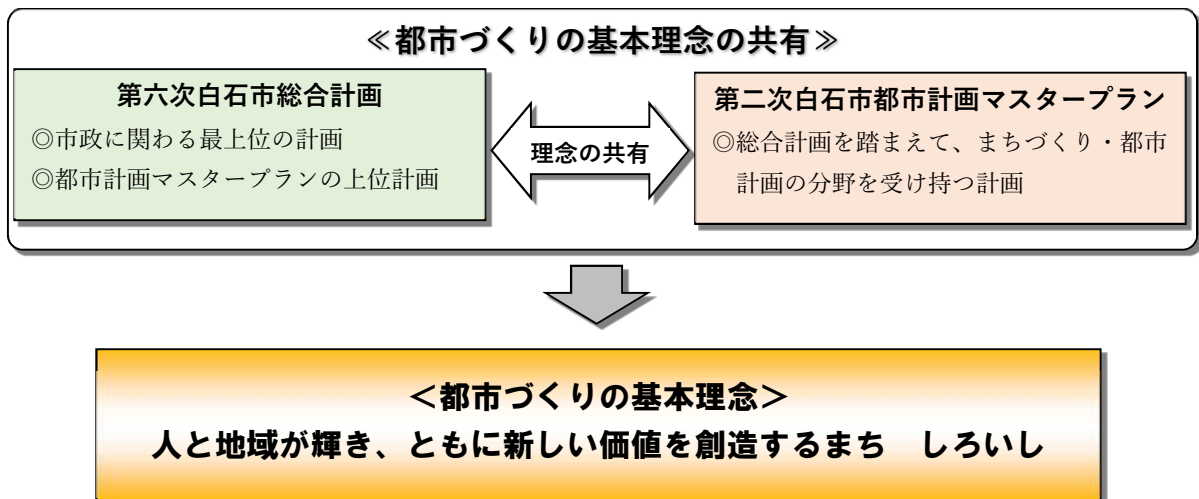 ≪都市づくりの基本理念の共有≫
第六次白石市総合計画
◎市政に関わる最上位の計画
◎都市計画マスタープランの上位計画
理念の共有
第二次白石市都市計画マスタープラン
◎総合計画を踏まえて、まちづくり・都市
計画の分野を受け持つ計画
＜都市づくりの基本理念＞
人と地域が輝き、ともに新しい価値を創造するまち　しろいし